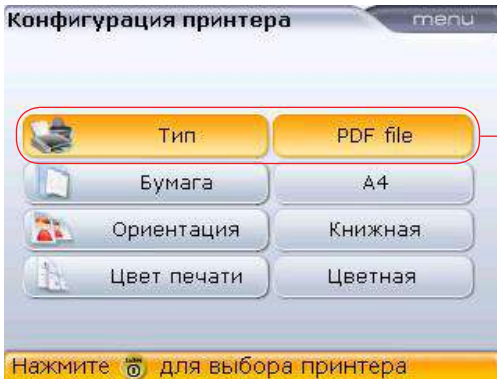 Конфигурация принтера menu
Тип PDF file
Бумага A4
Ориентация Книжная
Цвет печати Цветная
Нажмите для выбора принтера